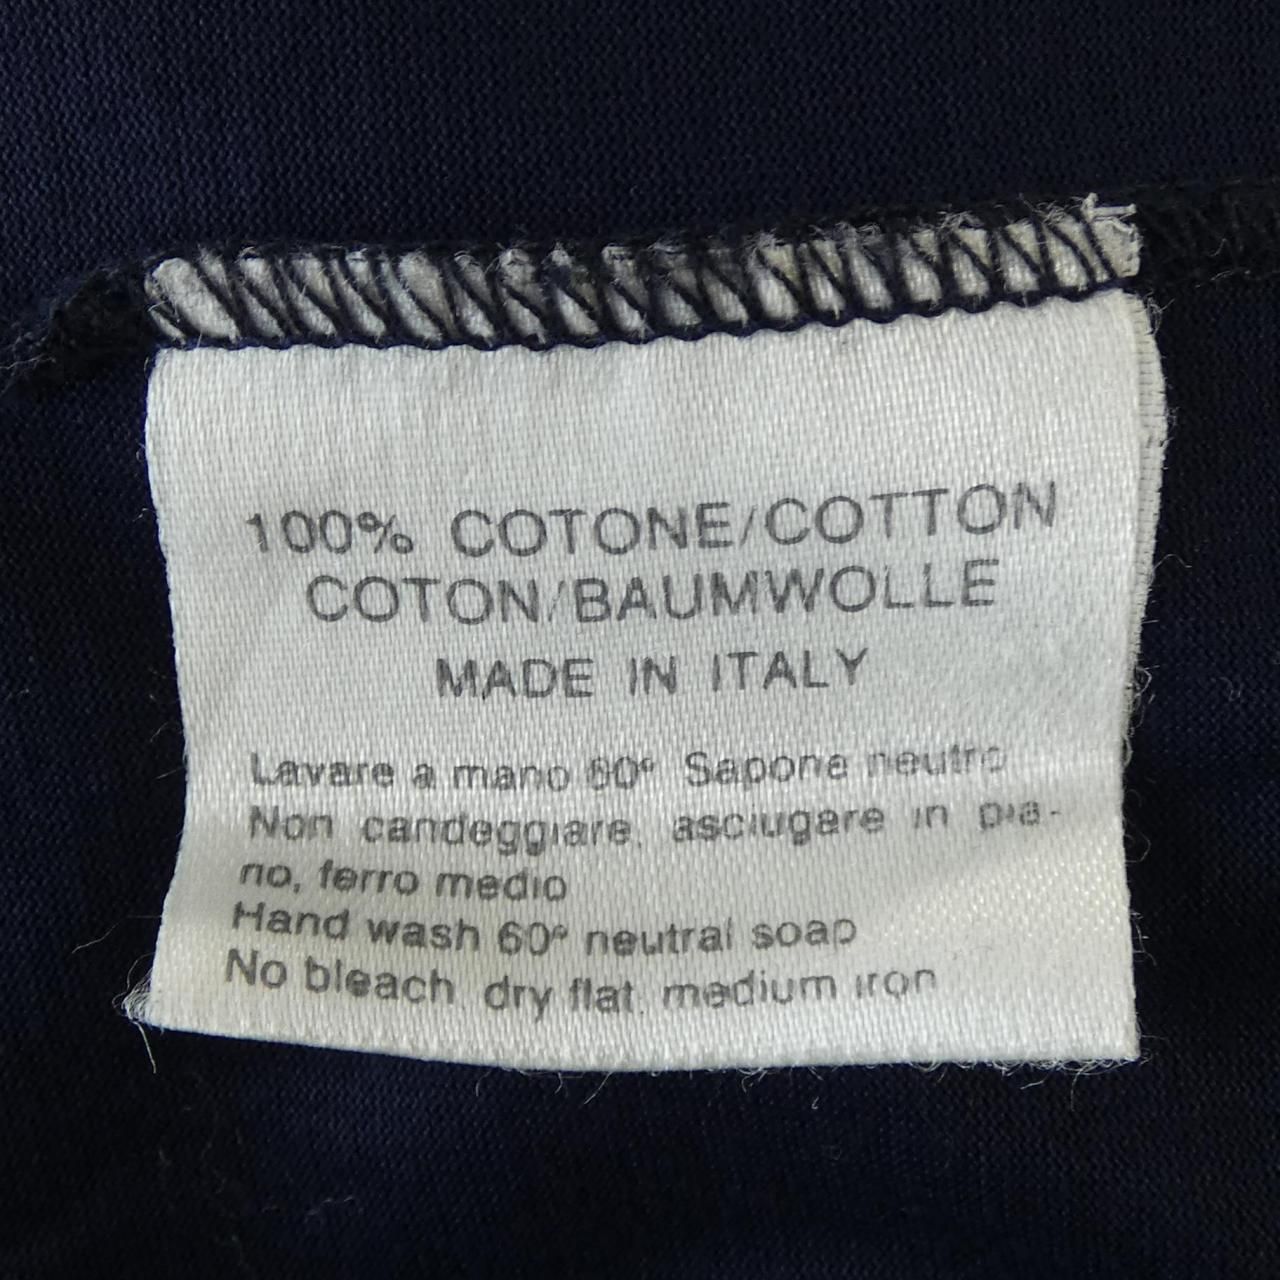 100% COTONE/COTTON
COTON/BAUMWOLLE
MADE IN ITALY
Lavare a mano 60° Sapone neutro
Non candeggiare, asciugare in pia-
no, ferro medio
Hand wash 60° neutral soap
No bleach, dry flat, medium iron